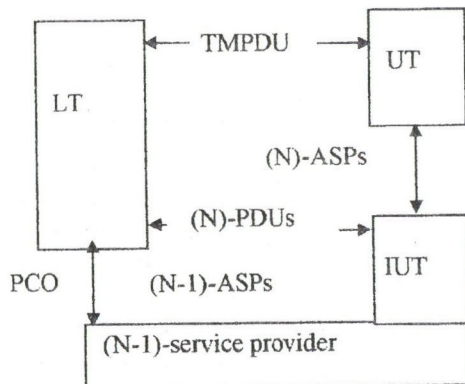 TMPDU
UT
LT
(N)-ASPs
(N)-PDUs
IUT
PCO
(N-1)-ASPs
(N-1)-service provider